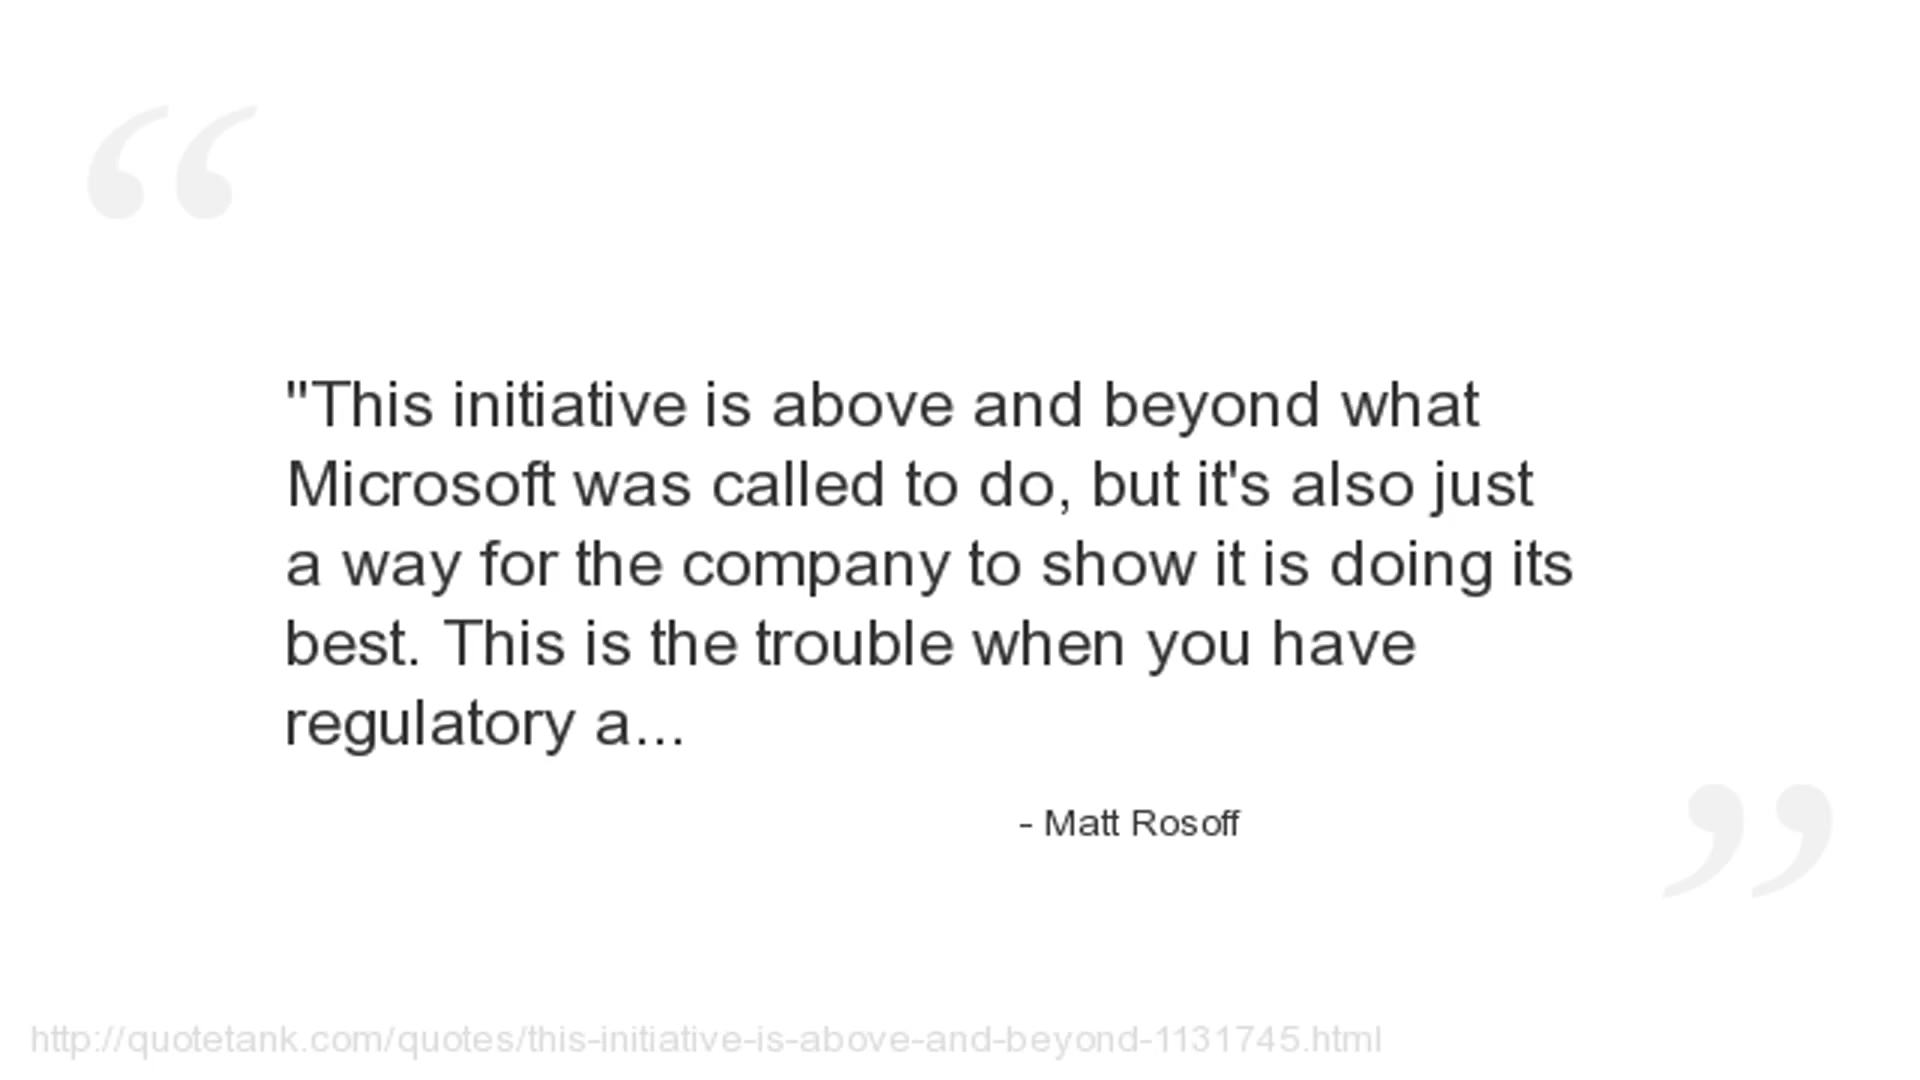 "This initiative is above and beyond what
Microsoft was called to do, but it's also just
a way for the company to show it is doing its
best. This is the trouble when you have
regulatory a...
- Matt Rosoff
http://quotetank.com/quotes/this-initiative-is-above-and-beyond-1131745.html